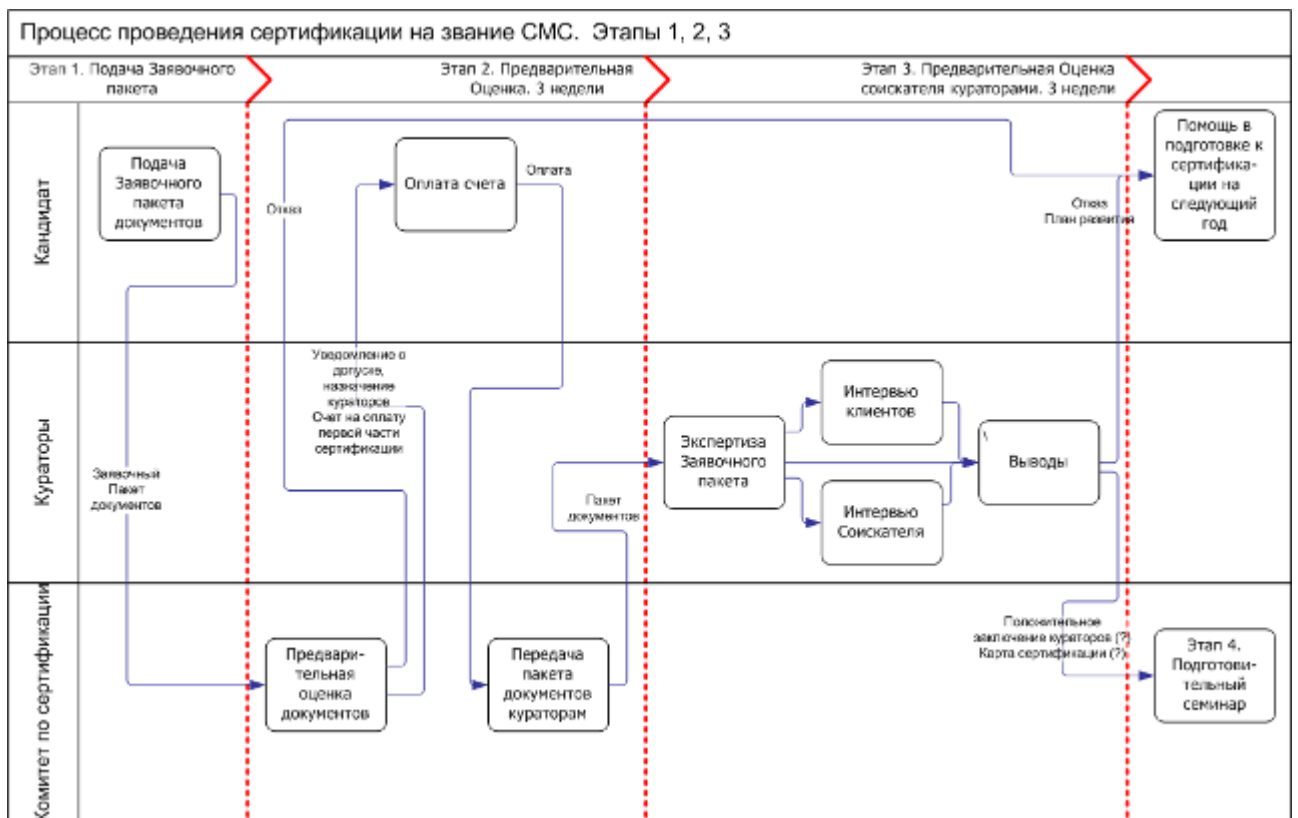 Процесс проведения сертификации на звание СМС. Этапы 1, 2, 3
Этап 1. Подача Заявочного
пакета
Этап 2. Предварительная
Оценка. 3 недели
Этап 3. Предварительная Оценка
соискателя кураторами. 3 недели
Кандидат
Подача
Заявочного
пакета
документов
Отказ
Оплата счета
Оплата
Отказ
План развития
Помощь в
подготовке к
сертифика-
ции на
следующий
год
Кураторы
Заявочный
Пакет
документов
Уведомление о
допуске,
назначение
кураторов
Счет на оплату
первой части
сертификации
Пакет
документов
Экспертиза
Заявочного
пакета
Интервью
клиентов
Интервью
Соискателя
\
Выводы
Комитет по сертификации
Предвари-
тельная
оценка
документов
Передача
пакета
документов
кураторам
Положительное
заключение кураторов (?)
Карта сертификации (?)
Этап 4.
Подготови-
тельный
семинар